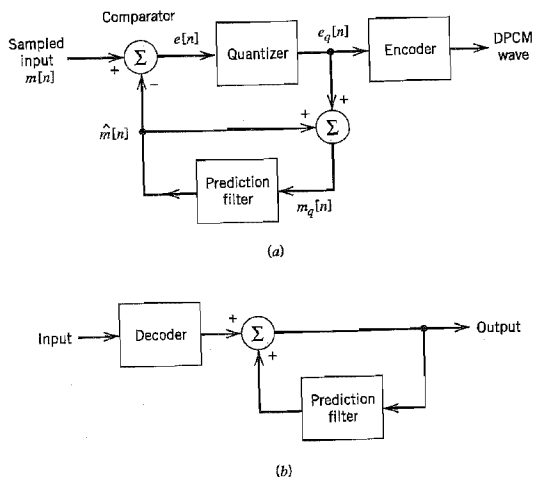 Comparator
Sampled input m[n]
+
Σ
−
e[n]
Quantizer
e_q[n]
Encoder
DPCM wave
m̂[n]
+
+
Σ
Prediction filter
m_q[n]
(a)
Input
Decoder
+
Σ
+
Output
Prediction filter
(b)